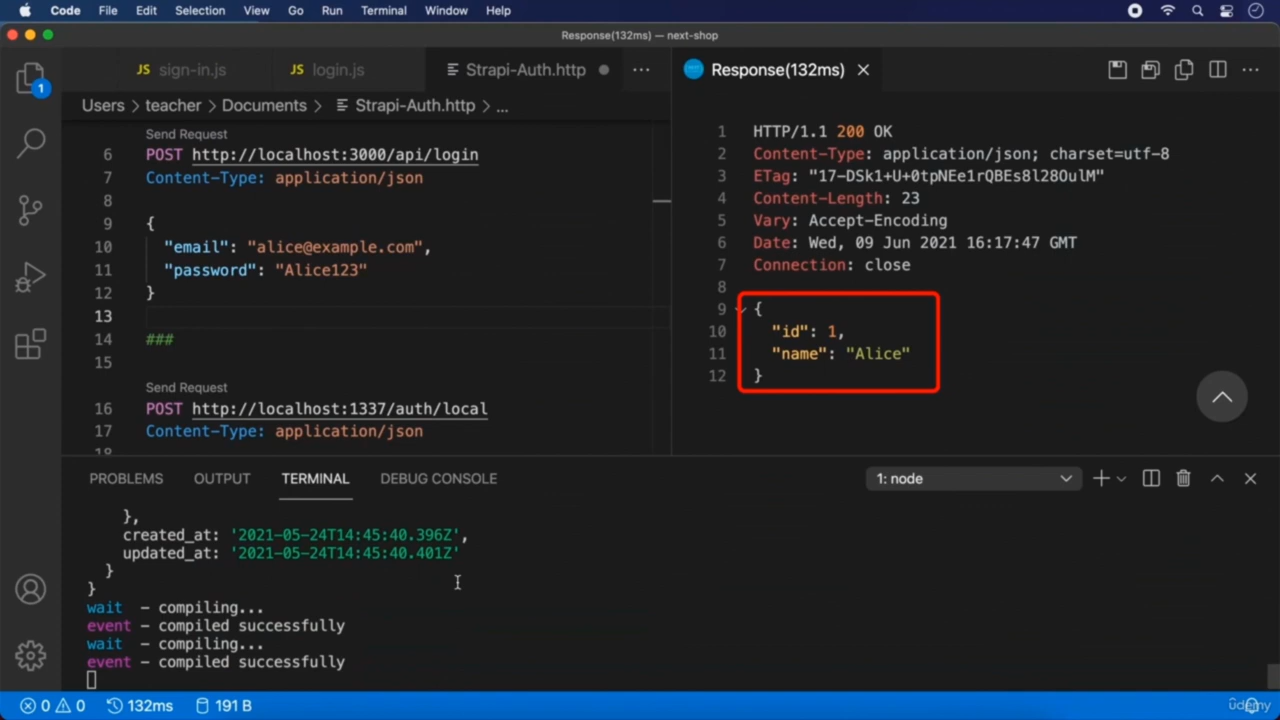 Code File Edit Selection View Go Run Terminal Window Help
Response(132ms) — next-shop
JS sign-in.js
JS login.js
Strapi-Auth.http
Users > teacher > Documents > Strapi-Auth.http > ...
1
Send Request
6 POST http://localhost:3000/api/login
7 Content-Type: application/json
8
9 {
10 "email": "alice@example.com",
11 "password": "Alice123"
12 }
13
14 ###
15
Send Request
16 POST http://localhost:1337/auth/local
17 Content-Type: application/json
18
Response(132ms)
1 HTTP/1.1 200 OK
2 Content-Type: application/json; charset=utf-8
3 ETag: "17-DSk1+U+0tpNEe1rQBEs8l28OulM"
4 Content-Length: 23
5 Vary: Accept-Encoding
6 Date: Wed, 09 Jun 2021 16:17:47 GMT
7 Connection: close
8
9 {
10 "id": 1,
11 "name": "Alice"
12 }
PROBLEMS OUTPUT TERMINAL DEBUG CONSOLE
1: node
},
created_at: '2021-05-24T14:45:40.396Z',
updated_at: '2021-05-24T14:45:40.401Z'
}
}
wait - compiling...
event - compiled successfully
wait - compiling...
event - compiled successfully
0 0 132ms 191 B
udemy